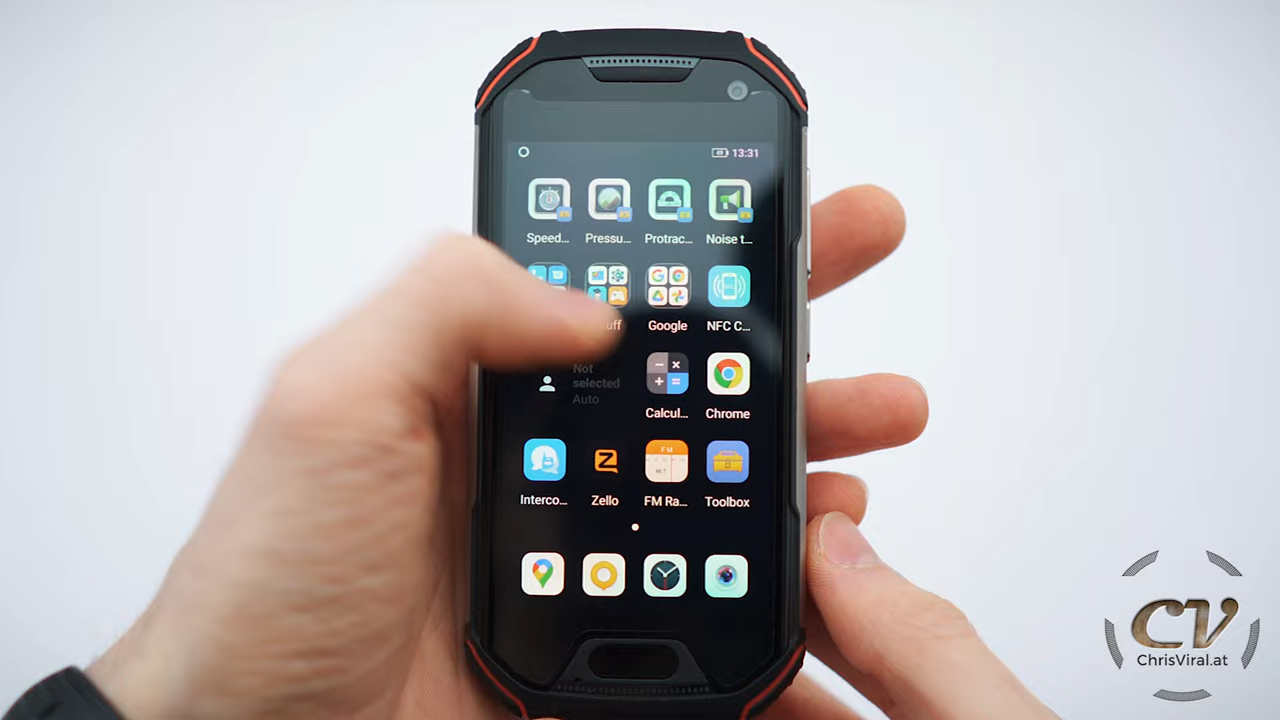 49 13:31
Speed... Pressu... Protrac... Noise t...
uff Google NFC C...
Not
selected
Auto
Calcul... Chrome
FM
Interco... Zello FM Ra... Toolbox
CV
ChrisViral.at